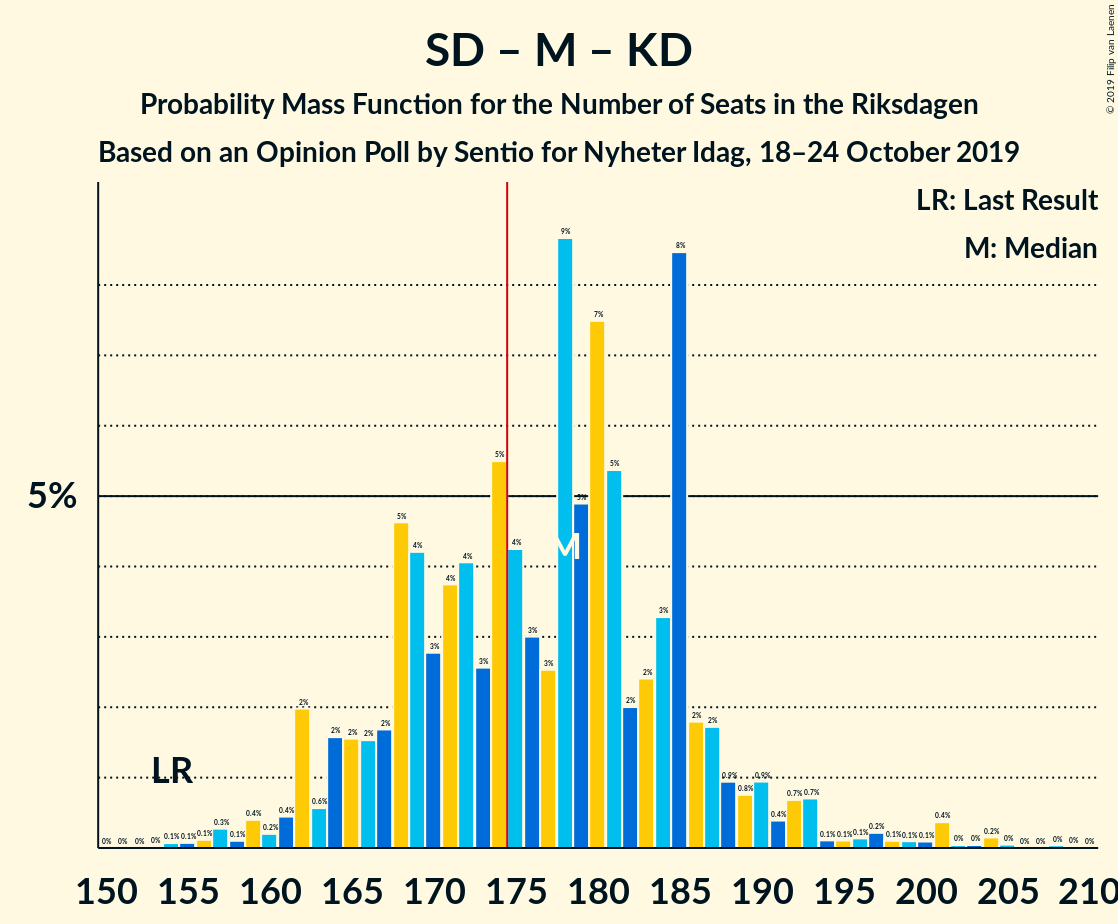 SD – M – KD
Probability Mass Function for the Number of Seats in the Riksdagen
Based on an Opinion Poll by Sentio for Nyheter Idag, 18–24 October 2019
© 2019 Filip van Laenen
LR: Last Result
M: Median
5%
LR
M
0% 0% 0% 0% 0.1% 0.1% 0.1% 0.3% 0.1% 0.4% 0.2% 0.4% 2% 0.6% 2% 2% 2% 2% 5% 4% 3% 4% 4% 3% 5% 4% 3% 3% 9% 5% 7% 5% 2% 2% 3% 8% 2% 2% 0.9% 0.8% 0.9% 0.4% 0.7% 0.7% 0.1% 0.1% 0.1% 0.2% 0.1% 0.1% 0.1% 0.4% 0% 0% 0.2% 0% 0% 0% 0% 0% 0%
150 155 160 165 170 175 180 185 190 195 200 205 210